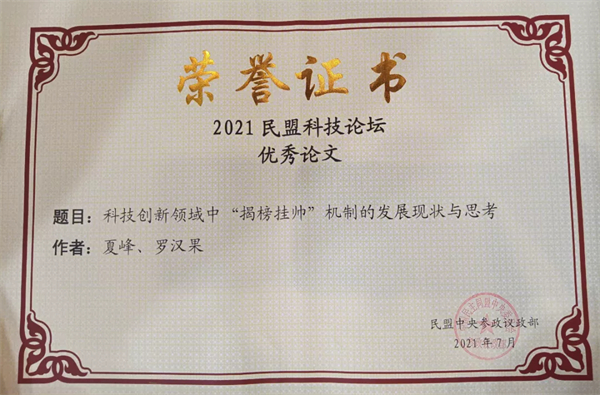 荣誉证书
2021民盟科技论坛
优秀论文
题目：科技创新领域中“揭榜挂帅”机制的发展现状与思考
作者：夏峰、罗汉果
民盟中央参政议政部
2021年7月